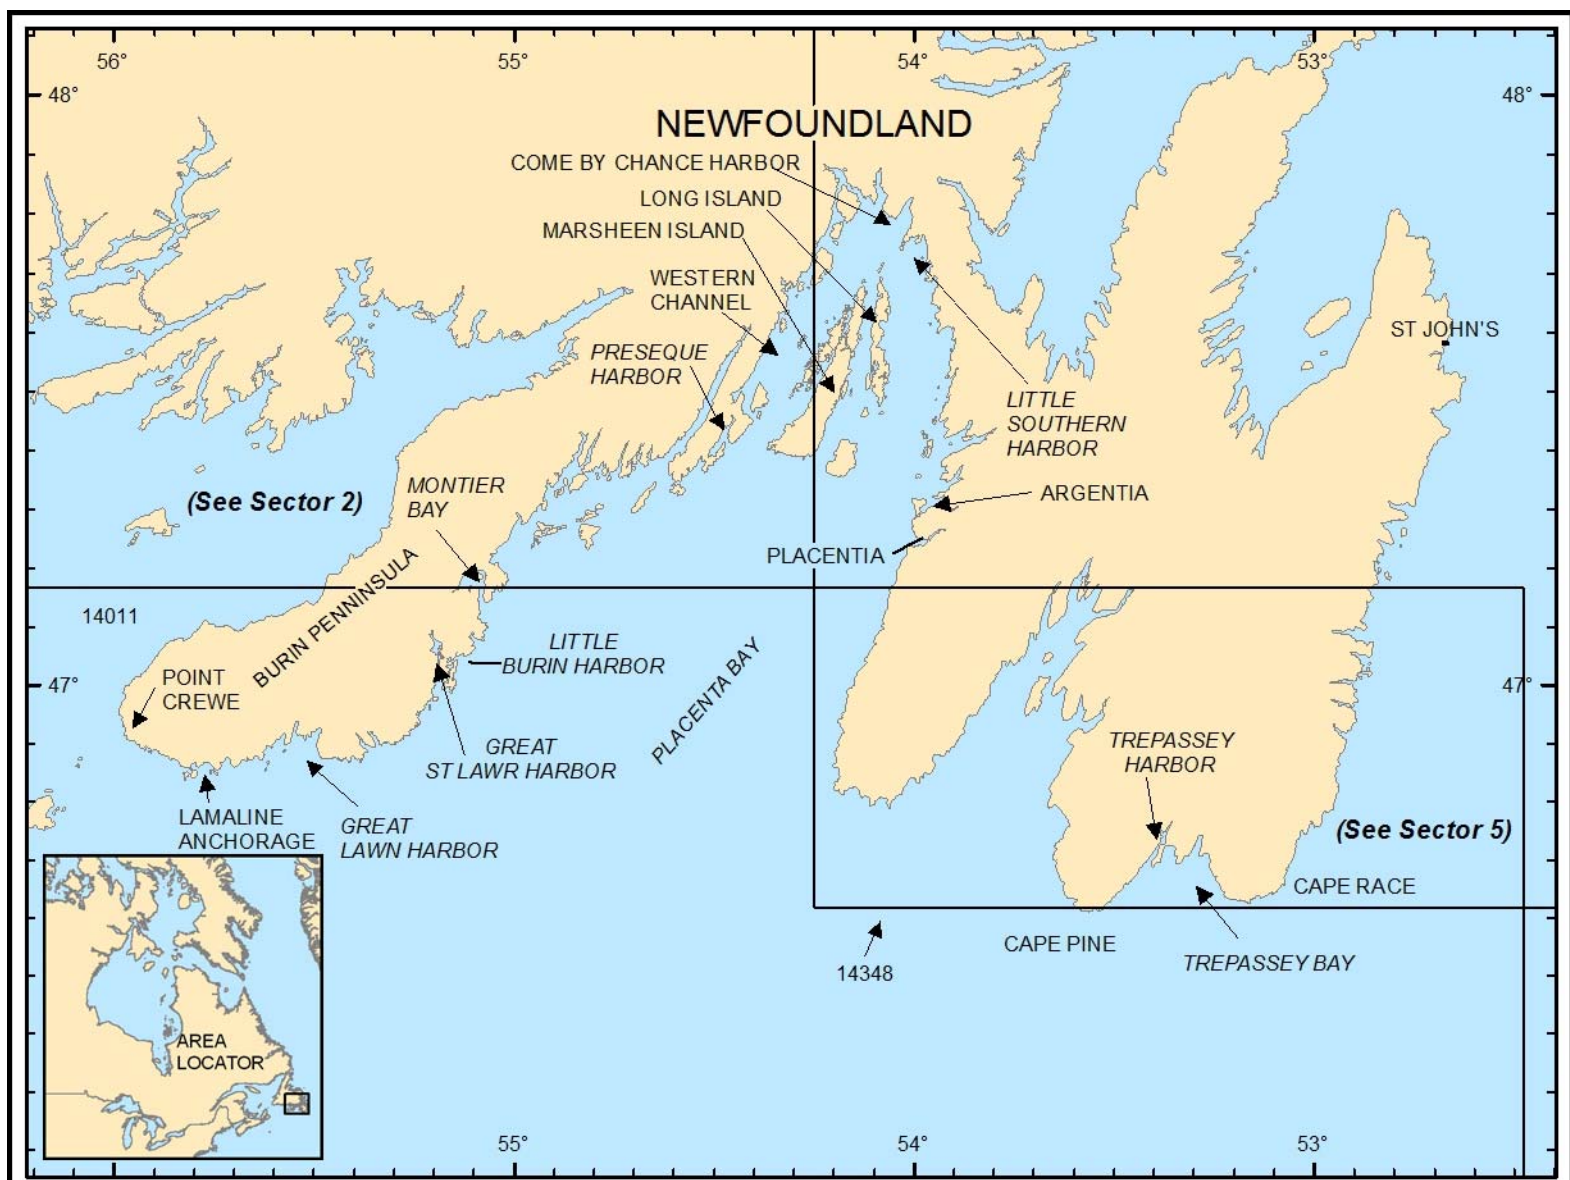 56°
55°
54°
53°
48°
48°
NEWFOUNDLAND
COME BY CHANCE HARBOR
LONG ISLAND
MARSHEEN ISLAND
WESTERN
CHANNEL
PRESEQUE
HARBOR
ST JOHN'S
LITTLE
SOUTHERN
HARBOR
MONTIER
BAY
(See Sector 2)
ARGENTIA
PLACENTIA
14011
BURIN PENNINSULA
LITTLE
BURIN HARBOR
PLACENTA BAY
POINT
CREWE
47°
47°
GREAT
ST LAWR HARBOR
TREPASSEY
HARBOR
LAMALINE
ANCHORAGE
GREAT
LAWN HARBOR
(See Sector 5)
CAPE RACE
CAPE PINE
TREPASSEY BAY
14348
AREA
LOCATOR
55°
54°
53°